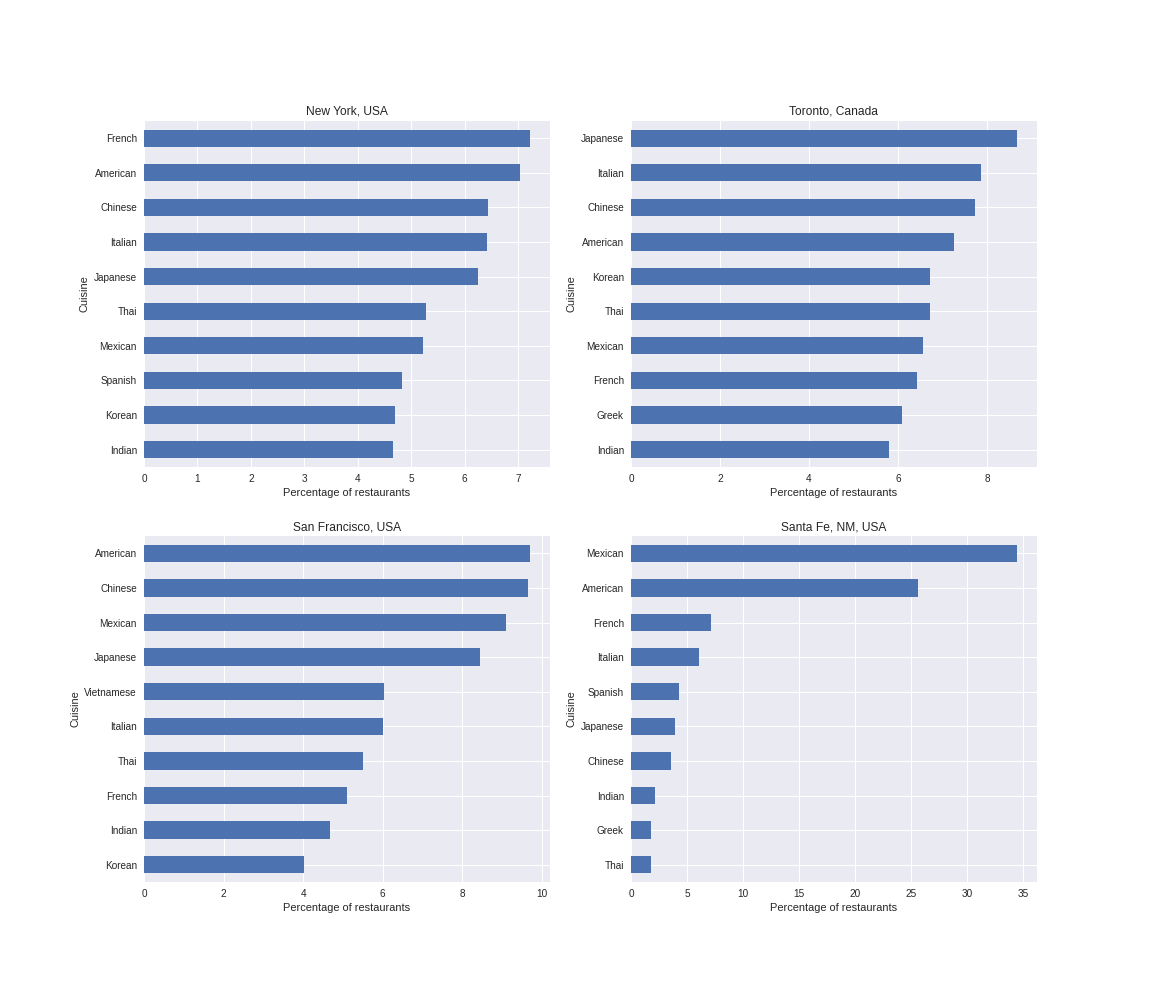 New York, USA
French
American
Chinese
Italian
Japanese
Thai
Mexican
Spanish
Korean
Indian
Cuisine
0 1 2 3 4 5 6 7
Percentage of restaurants
Toronto, Canada
Japanese
Italian
Chinese
American
Korean
Thai
Mexican
French
Greek
Indian
Cuisine
0 2 4 6 8
Percentage of restaurants
San Francisco, USA
American
Chinese
Mexican
Japanese
Vietnamese
Italian
Thai
French
Indian
Korean
Cuisine
0 2 4 6 8 10
Percentage of restaurants
Santa Fe, NM, USA
Mexican
American
French
Italian
Spanish
Japanese
Chinese
Indian
Greek
Thai
Cuisine
0 5 10 15 20 25 30 35
Percentage of restaurants